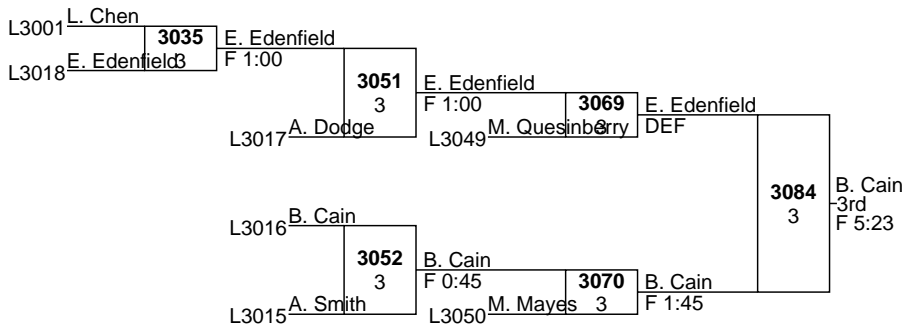 L. Chen
L3001
3035
3
E. Edenfield
L3018
E. Edenfield
F 1:00
3051
3
A. Dodge
L3017
E. Edenfield
F 1:00
3069
3
M. Quesinberry
L3049
E. Edenfield
DEF
3084
3
B. Cain
3rd
F 5:23
B. Cain
L3016
3052
3
A. Smith
L3015
B. Cain
F 0:45
3070
3
M. Mayes
L3050
B. Cain
F 1:45